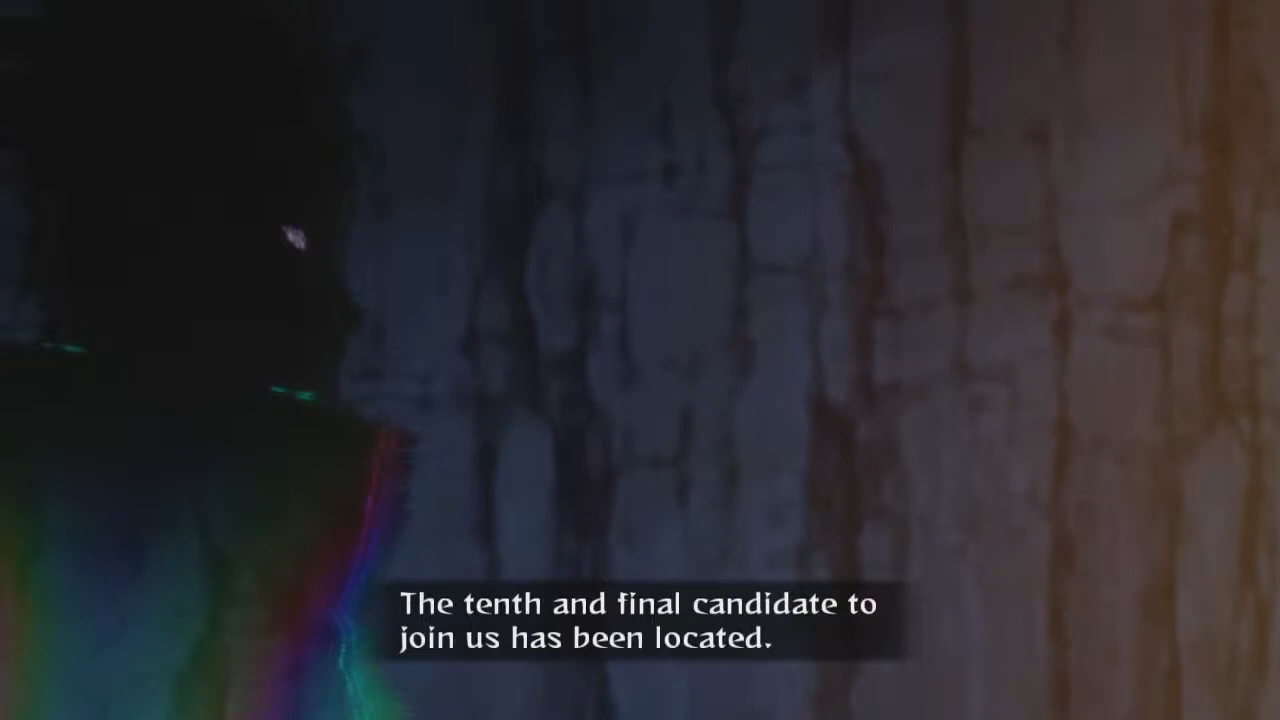 The tenth and final candidate to
join us has been located.